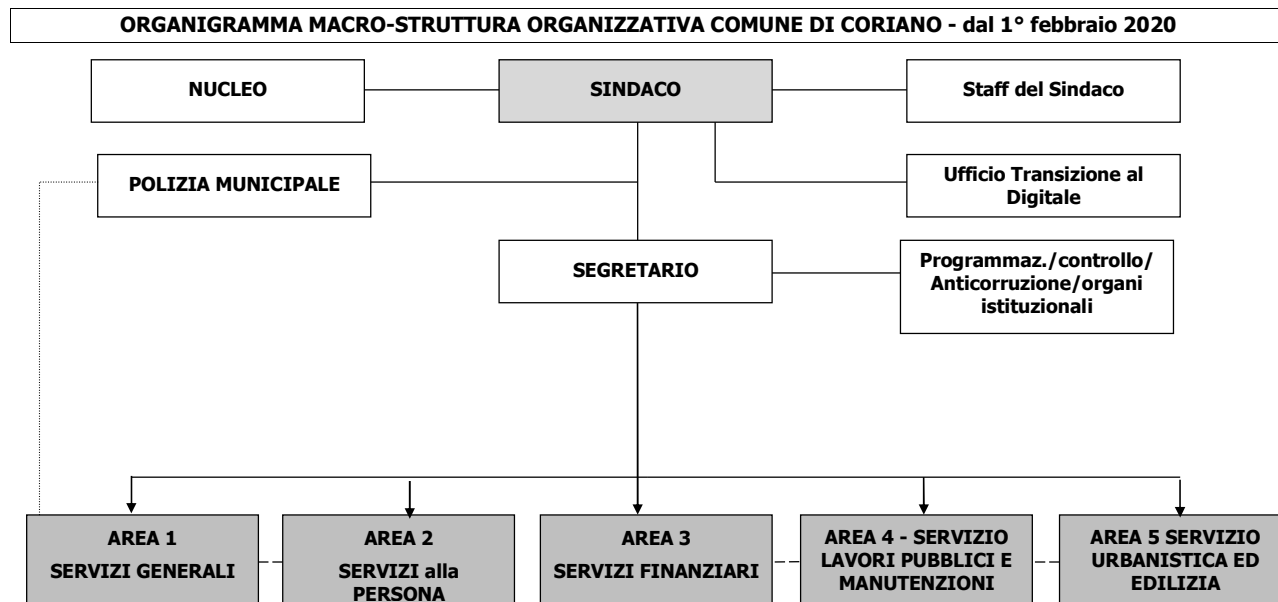 ORGANIGRAMMA MACRO-STRUTTURA ORGANIZZATIVA COMUNE DI CORIANO - dal 1° febbraio 2020
NUCLEO
SINDACO
Staff del Sindaco
POLIZIA MUNICIPALE
Ufficio Transizione al
Digitale
SEGRETARIO
Programmaz./controllo/
Anticorruzione/organi
istituzionali
AREA 1
SERVIZI GENERALI
AREA 2
SERVIZI alla
PERSONA
AREA 3
SERVIZI FINANZIARI
AREA 4 - SERVIZIO
LAVORI PUBBLICI E
MANUTENZIONI
AREA 5 SERVIZIO
URBANISTICA ED
EDILIZIA